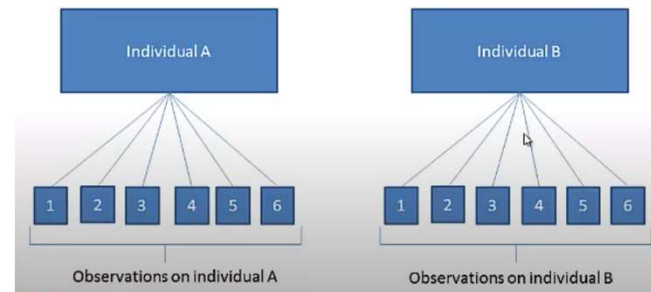 Individual A
Individual B
1 2 3 4 5 6
1 2 3 4 5 6
Observations on individual A
Observations on individual B